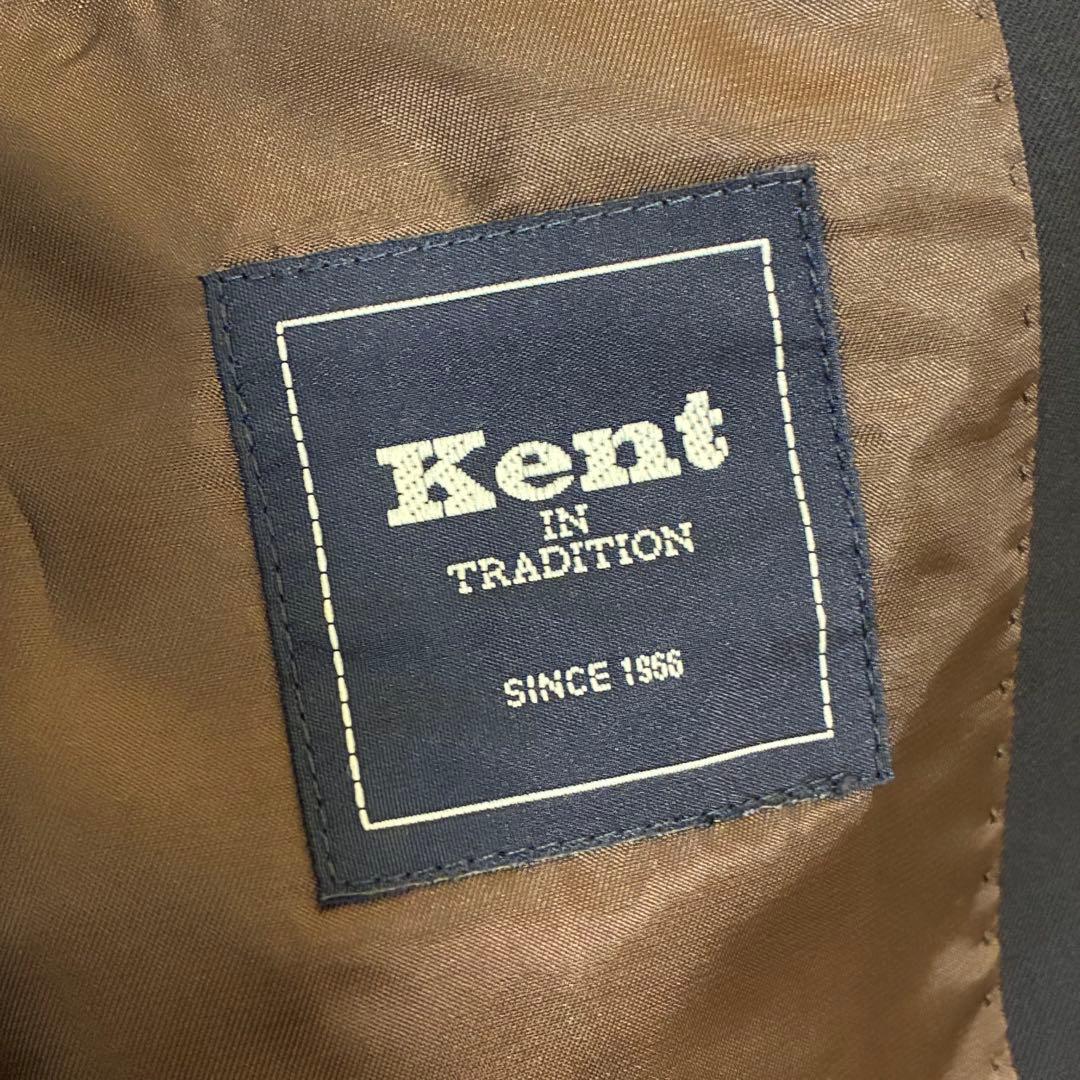 Kent
IN
TRADITION
SINCE 1966